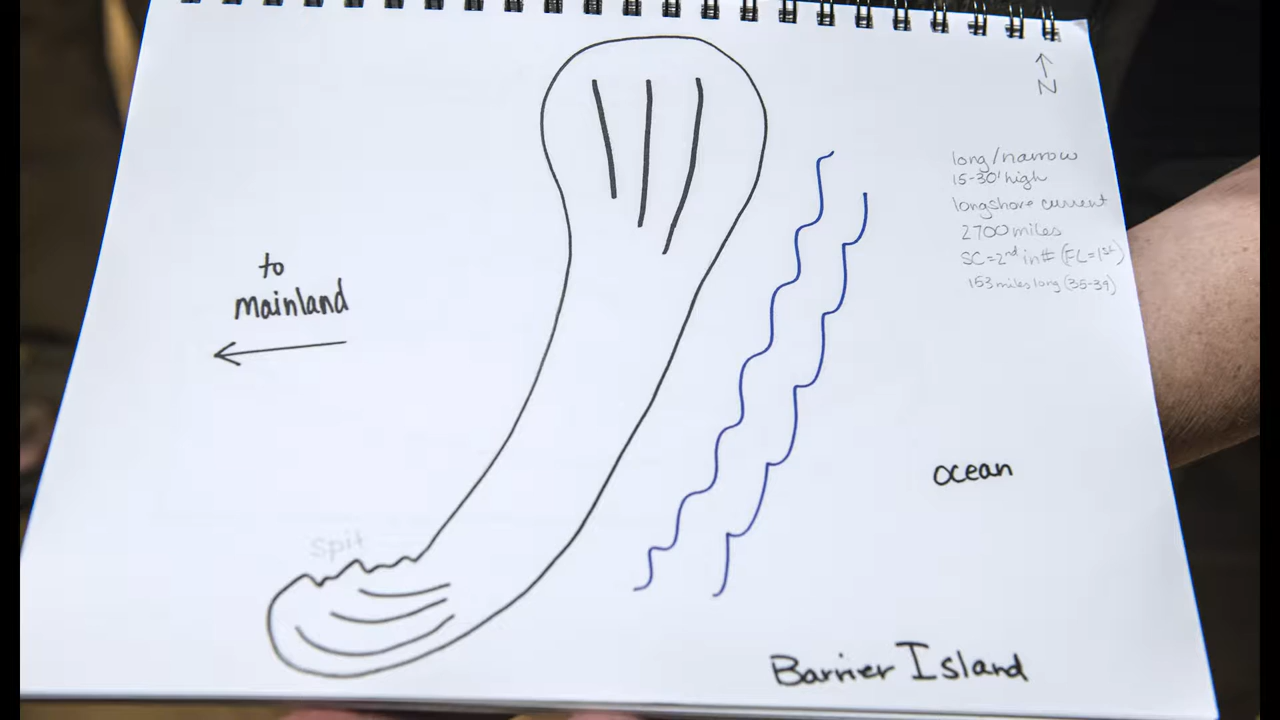 ↑
N
long/narrow
15-30' high
longshore current
2700 miles
SC=2nd in # (FL=1st)
153 miles long (35-39)
to
mainland
ocean
Spit
Barrier Island